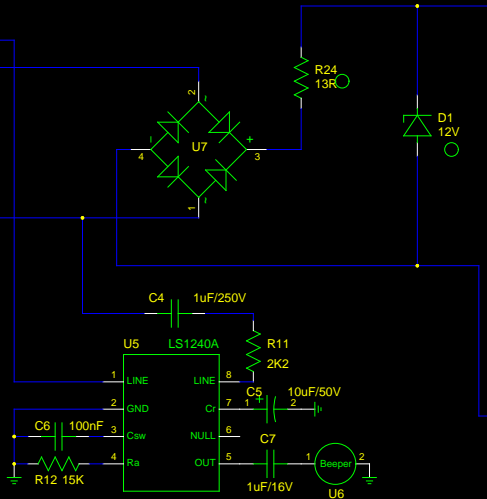 R24
13R
D1
12V
2
~
-
+
U7
4
3
~
1
C4 1uF/250V
U5 LS1240A
R11
2K2
1 LINE LINE 8
C5 10uF/50V
2 GND Cr 7 1 + 2
C6 100nF
3 Csw NULL 6
C7
4 Ra OUT 5
1 Beeper 2
R12 15K
1uF/16V
U6